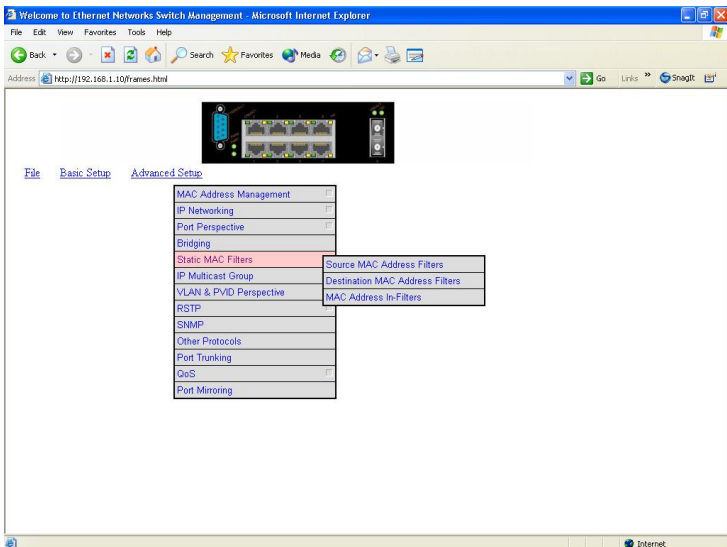 Welcome to Ethernet Networks Switch Management - Microsoft Internet Explorer
File Edit View Favorites Tools Help
Back Search Favorites Media
Address http://192.168.1.10/frames.html Go Links » SnagIt
File Basic Setup Advanced Setup
MAC Address Management
IP Networking
Port Perspective
Bridging
Static MAC Filters
Source MAC Address Filters
Destination MAC Address Filters
MAC Address In-Filters
IP Multicast Group
VLAN & PVID Perspective
RSTP
SNMP
Other Protocols
Port Trunking
QoS
Port Mirroring
Internet